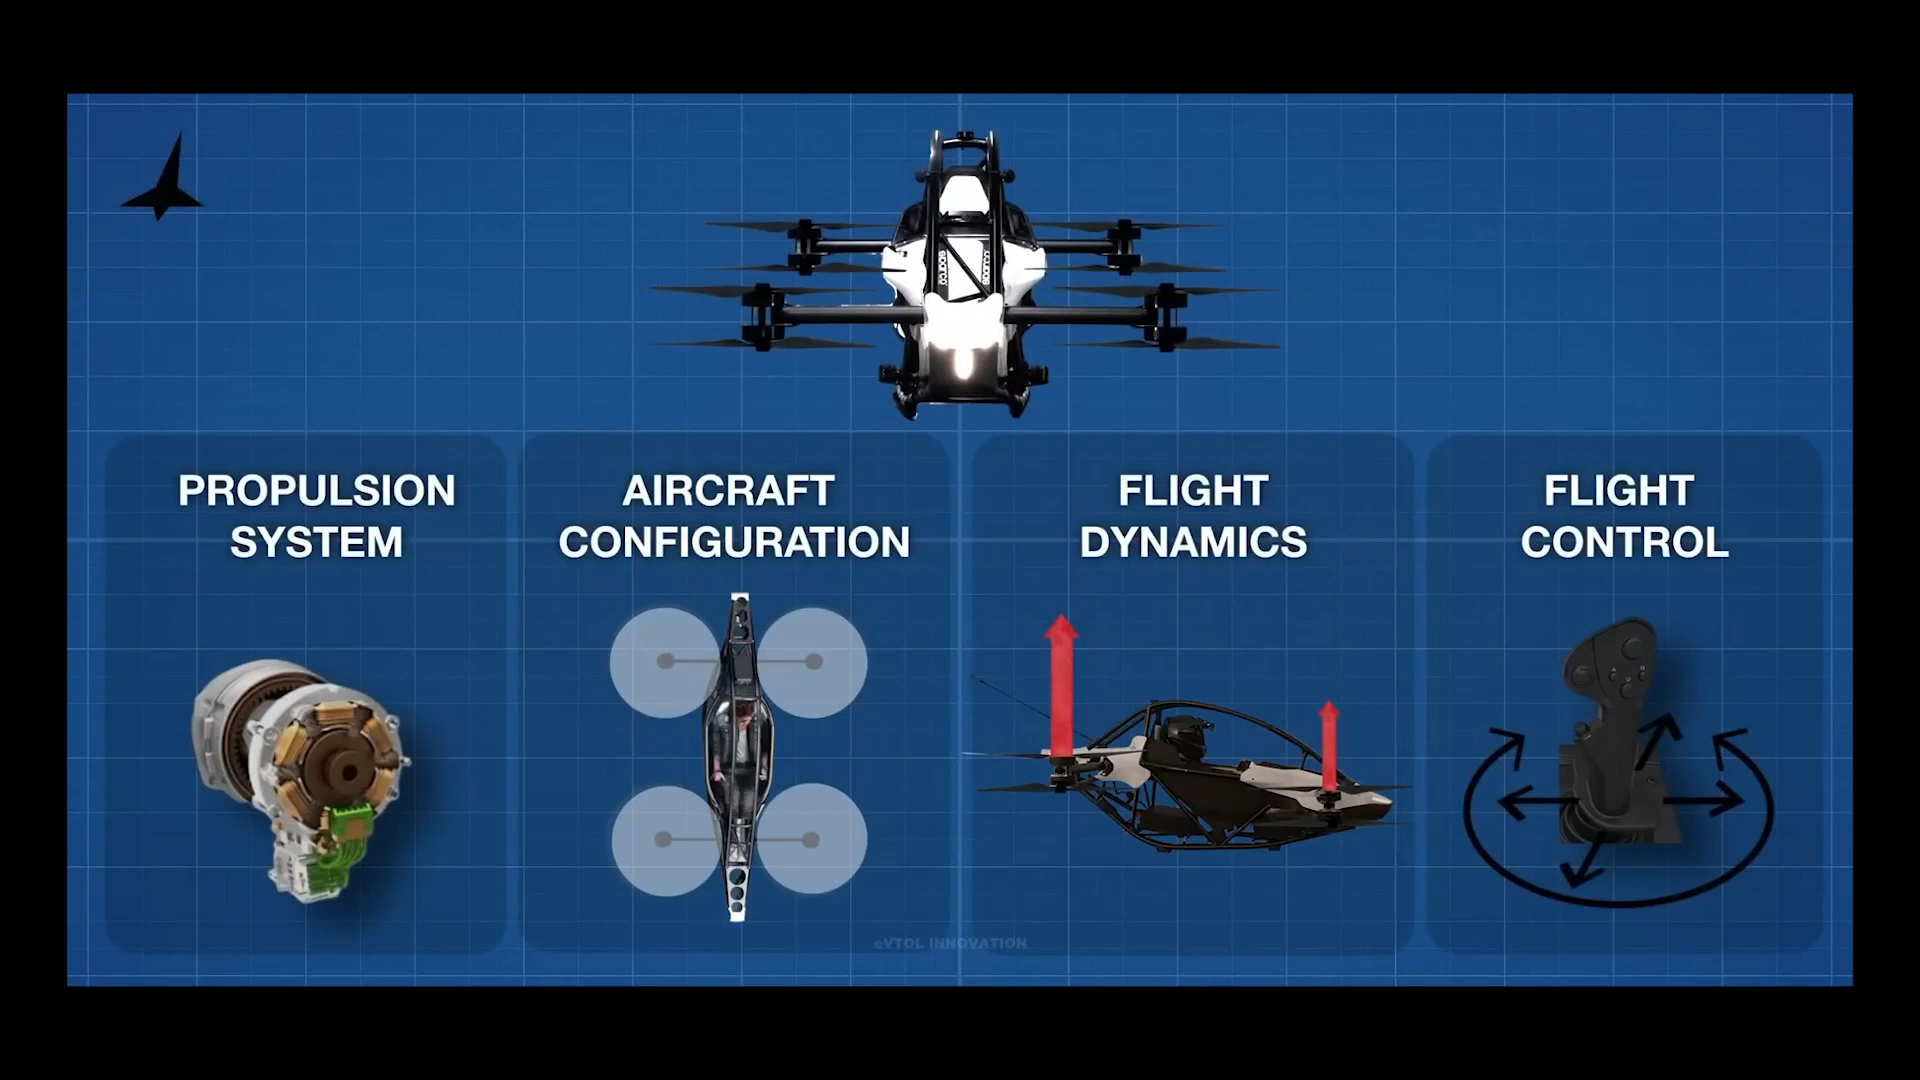 PROPULSION
SYSTEM
AIRCRAFT
CONFIGURATION
FLIGHT
DYNAMICS
FLIGHT
CONTROL
eVTOL INNOVATION